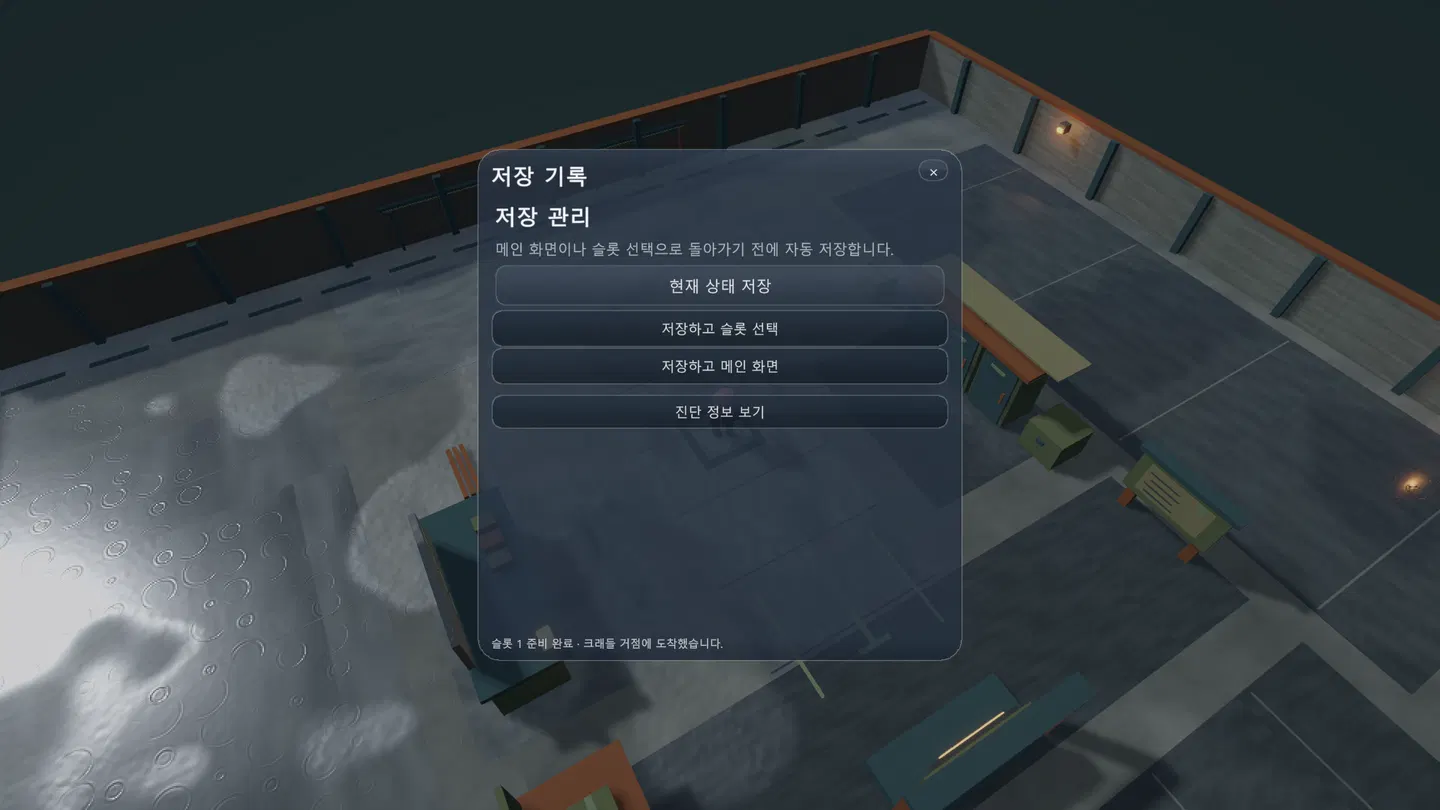 저장 기록
×
저장 관리
메인 화면이나 슬롯 선택으로 돌아가기 전에 자동 저장합니다.
현재 상태 저장
저장하고 슬롯 선택
저장하고 메인 화면
진단 정보 보기
슬롯 1 준비 완료 · 크래들 거점에 도착했습니다.